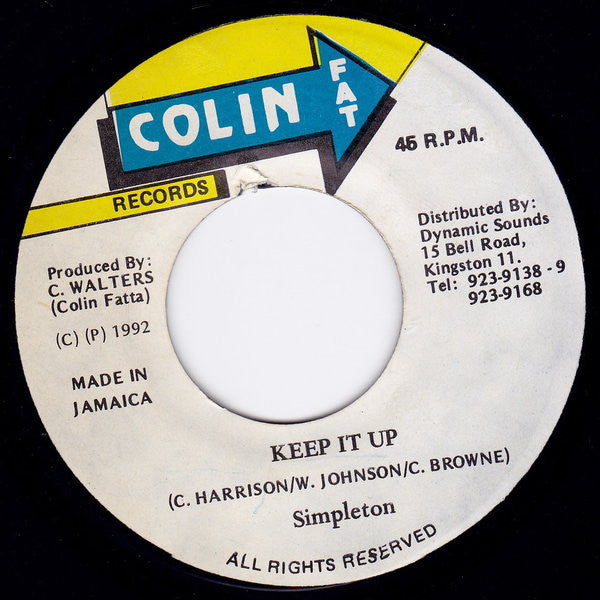 COLIN FAT
RECORDS
45 R.P.M.
Produced By:
C. WALTERS
(Colin Fatta)
(C) (P) 1992
MADE IN
JAMAICA
Distributed By:
Dynamic Sounds
15 Bell Road,
Kingston 11.
Tel: 923-9138 - 9
923-9168
KEEP IT UP
(C. HARRISON/W. JOHNSON/C. BROWNE)
Simpleton
ALL RIGHTS RESERVED